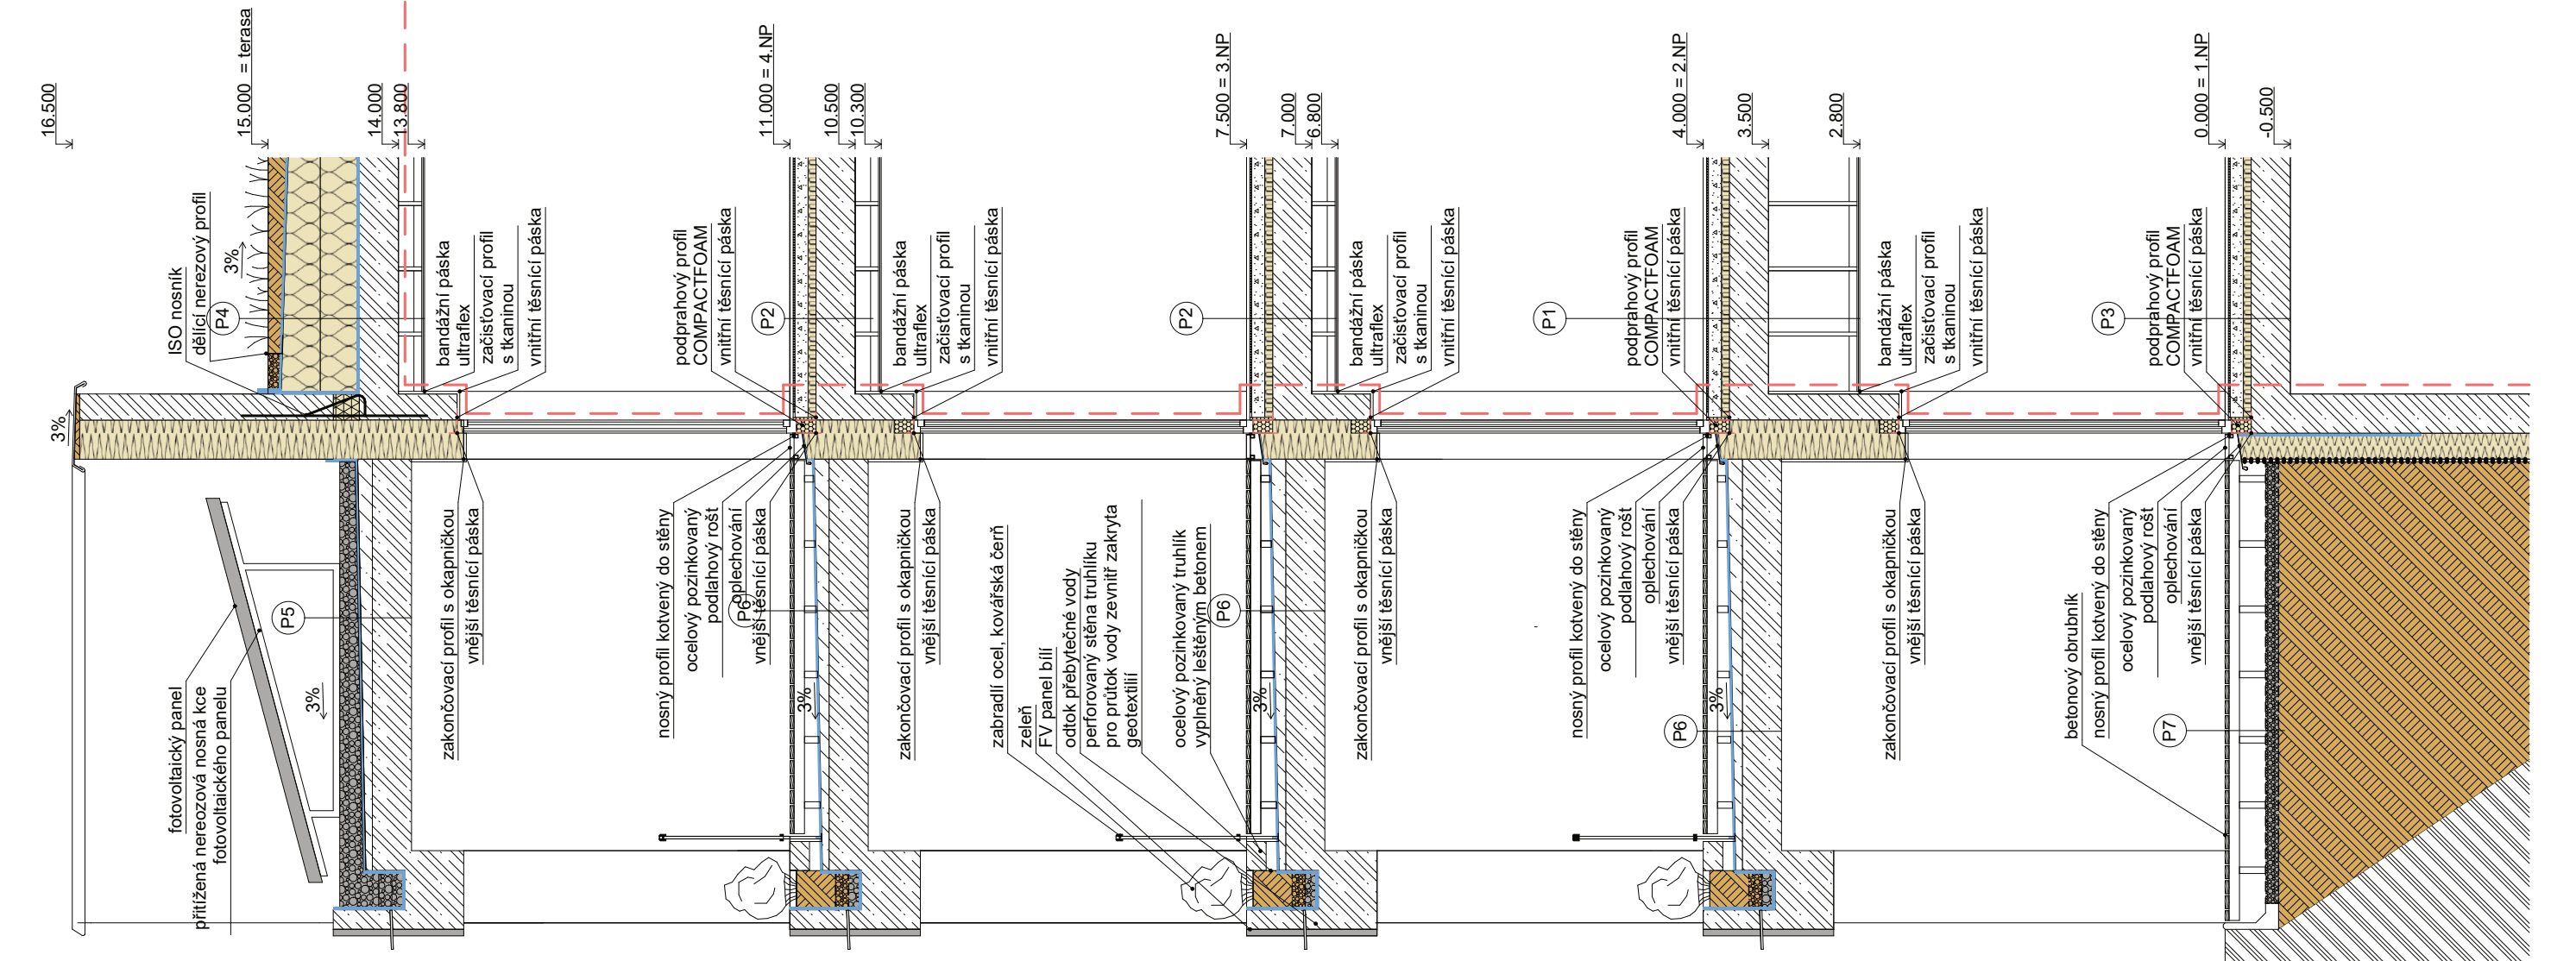 16.500
15.000 = terasa
14.000
13.800
11.000 = 4.NP
10.500
10.300
7.500 = 3.NP
7.000
6.800
4.000 = 2.NP
3.500
2.800
0.000 = 1.NP
-0.500
3%
ISO nosník
dělící nerezový profil
3%
P4
bandážní páska
ultraflex
začisťovací profil
s tkaninou
vnitřní těsnící páska
podprahový profil
COMPACTFOAM
vnitřní těsnící páska
P2
bandážní páska
ultraflex
začisťovací profil
s tkaninou
vnitřní těsnící páska
P2
bandážní páska
ultraflex
začisťovací profil
s tkaninou
vnitřní těsnící páska
P1
podprahový profil
COMPACTFOAM
vnitřní těsnící páska
bandážní páska
ultraflex
začisťovací profil
s tkaninou
vnitřní těsnící páska
P3
podprahový profil
COMPACTFOAM
vnitřní těsnící páska
fotovoltaický panel
přitížená nereozová nosná kce
fotovoltaického panelu
P5
3%
zakončovací profil s okapničkou
vnější těsnící páska
nosný profil kotvený do stěny
ocelový pozinkovaný
podlahový rošt
oplechování
vnější těsnící páska
P6
3%
zakončovací profil s okapničkou
vnější těsnící páska
zabradlí ocel, kovářská čerň
zeleň
FV panel bílí
odtok přebytečné vody
perforovaný stěna truhlíku
pro průtok vody zevnitř zakryta
geotextilií
ocelový pozinkovaný truhlík
vyplněný leštěným betonem
P6
3%
zakončovací profil s okapničkou
vnější těsnící páska
nosný profil kotvený do stěny
ocelový pozinkovaný
podlahový rošt
oplechování
vnější těsnící páska
P6
3%
zakončovací profil s okapničkou
vnější těsnící páska
betonový obrubník
nosný profil kotvený do stěny
ocelový pozinkovaný
podlahový rošt
oplechování
vnější těsnící páska
P7